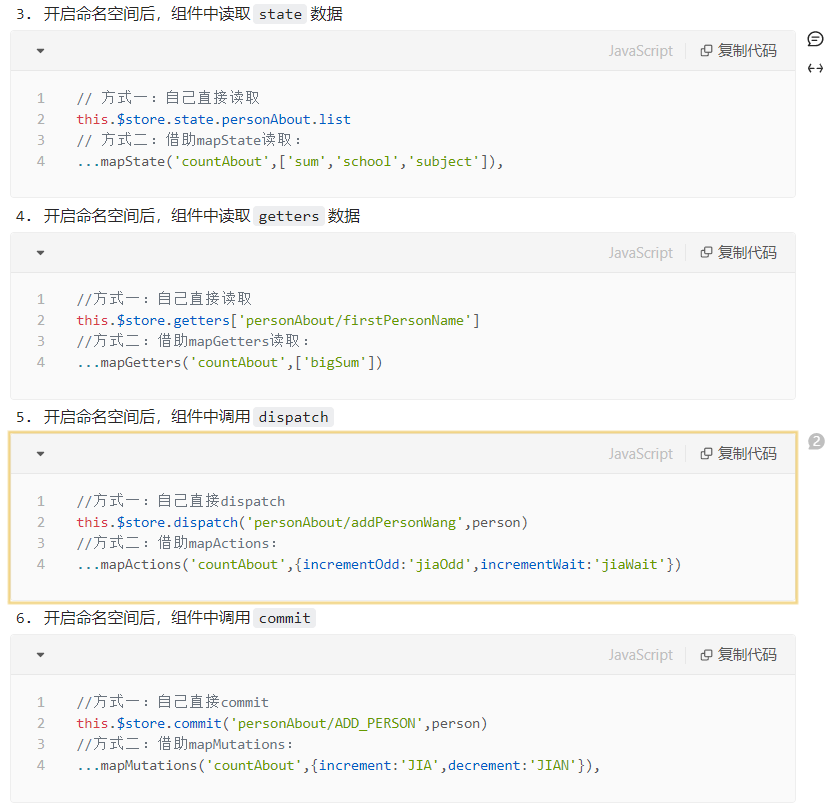 3. 开启命名空间后，组件中读取 state 数据
JavaScript 复制代码
1 // 方式一：自己直接读取
2 this.$store.state.personAbout.list
3 // 方式二：借助mapState读取：
4 ...mapState('countAbout',['sum','school','subject']),
4. 开启命名空间后，组件中读取 getters 数据
JavaScript 复制代码
1 //方式一：自己直接读取
2 this.$store.getters['personAbout/firstPersonName']
3 //方式二：借助mapGetters读取：
4 ...mapGetters('countAbout',['bigSum'])
5. 开启命名空间后，组件中调用 dispatch
2
JavaScript 复制代码
1 //方式一：自己直接dispatch
2 this.$store.dispatch('personAbout/addPersonWang',person)
3 //方式二：借助mapActions：
4 ...mapActions('countAbout',{incrementOdd:'jiaOdd',incrementWait:'jiaWait'})
6. 开启命名空间后，组件中调用 commit
JavaScript 复制代码
1 //方式一：自己直接commit
2 this.$store.commit('personAbout/ADD_PERSON',person)
3 //方式二：借助mapMutations：
4 ...mapMutations('countAbout',{increment:'JIA',decrement:'JIAN'}),